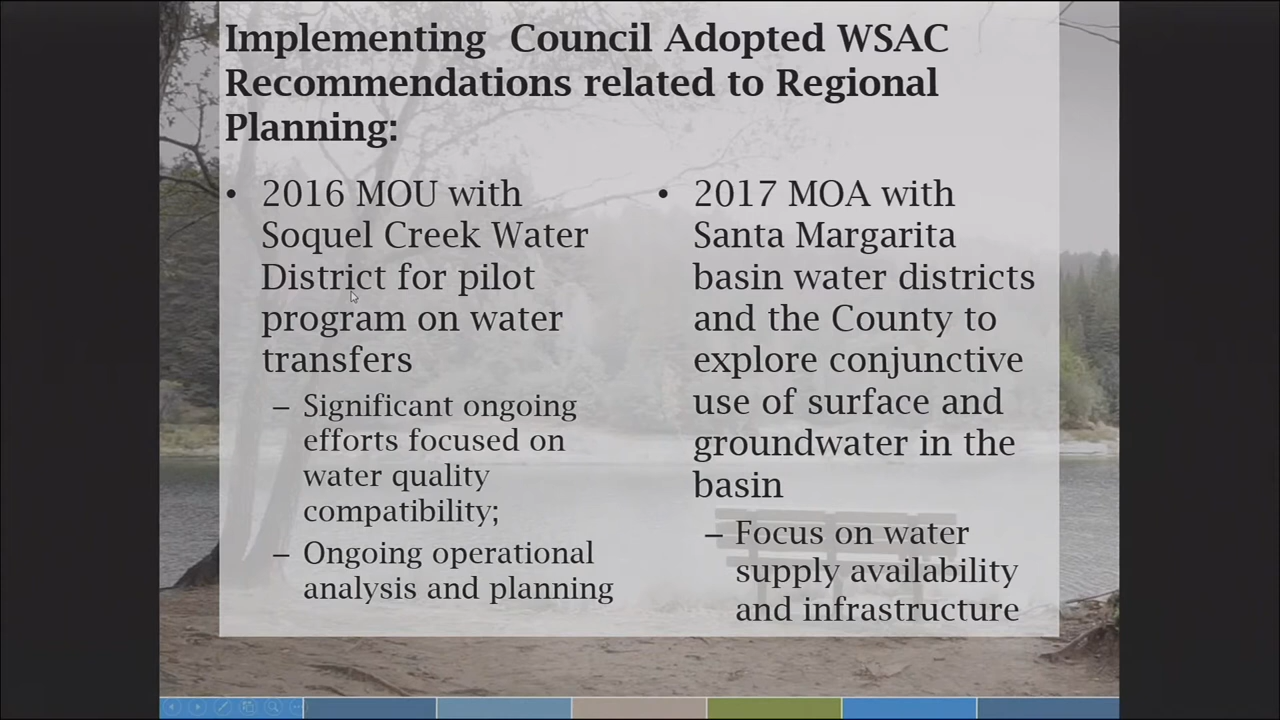 Implementing Council Adopted WSAC
Recommendations related to Regional
Planning:
• 2016 MOU with
Soquel Creek Water
District for pilot
program on water
transfers
– Significant ongoing
efforts focused on
water quality
compatibility;
– Ongoing operational
analysis and planning
• 2017 MOA with
Santa Margarita
basin water districts
and the County to
explore conjunctive
use of surface and
groundwater in the
basin
– Focus on water
supply availability
and infrastructure